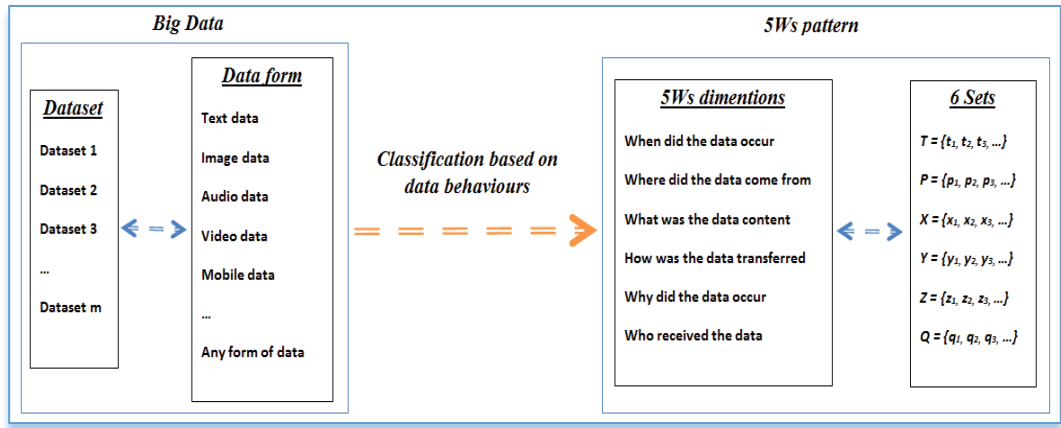 Big Data
5Ws pattern
Dataset
Dataset 1
Dataset 2
Dataset 3
...
Dataset m
Data form
Text data
Image data
Audio data
Video data
Mobile data
...
Any form of data
Classification based on
data behaviours
5Ws dimentions
When did the data occur
Where did the data come from
What was the data content
How was the data transferred
Why did the data occur
Who received the data
6 Sets
T = {t₁, t₂, t₃, ...}
P = {p₁, p₂, p₃, ...}
X = {x₁, x₂, x₃, ...}
Y = {y₁, y₂, y₃, ...}
Z = {z₁, z₂, z₃, ...}
Q = {q₁, q₂, q₃, ...}